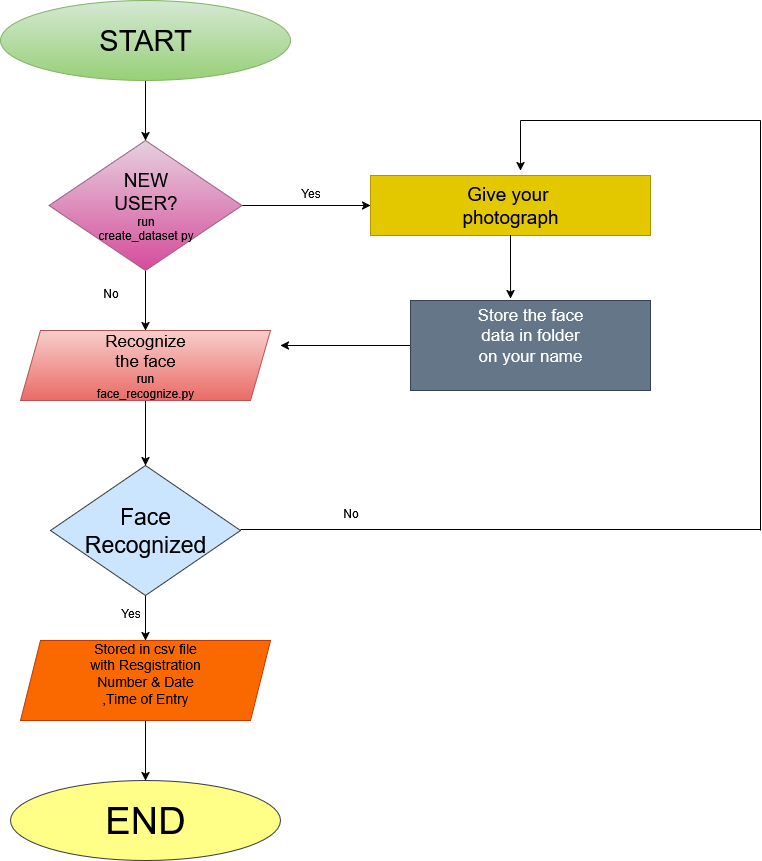 START
NEW
USER?
run
create_dataset.py
Yes
Give your
photograph
No
Store the face
data in folder
on your name
Recognize
the face
run
face_recognize.py
Face
Recognized
No
Yes
Stored in csv file
with Resgistration
Number & Date
,Time of Entry
END